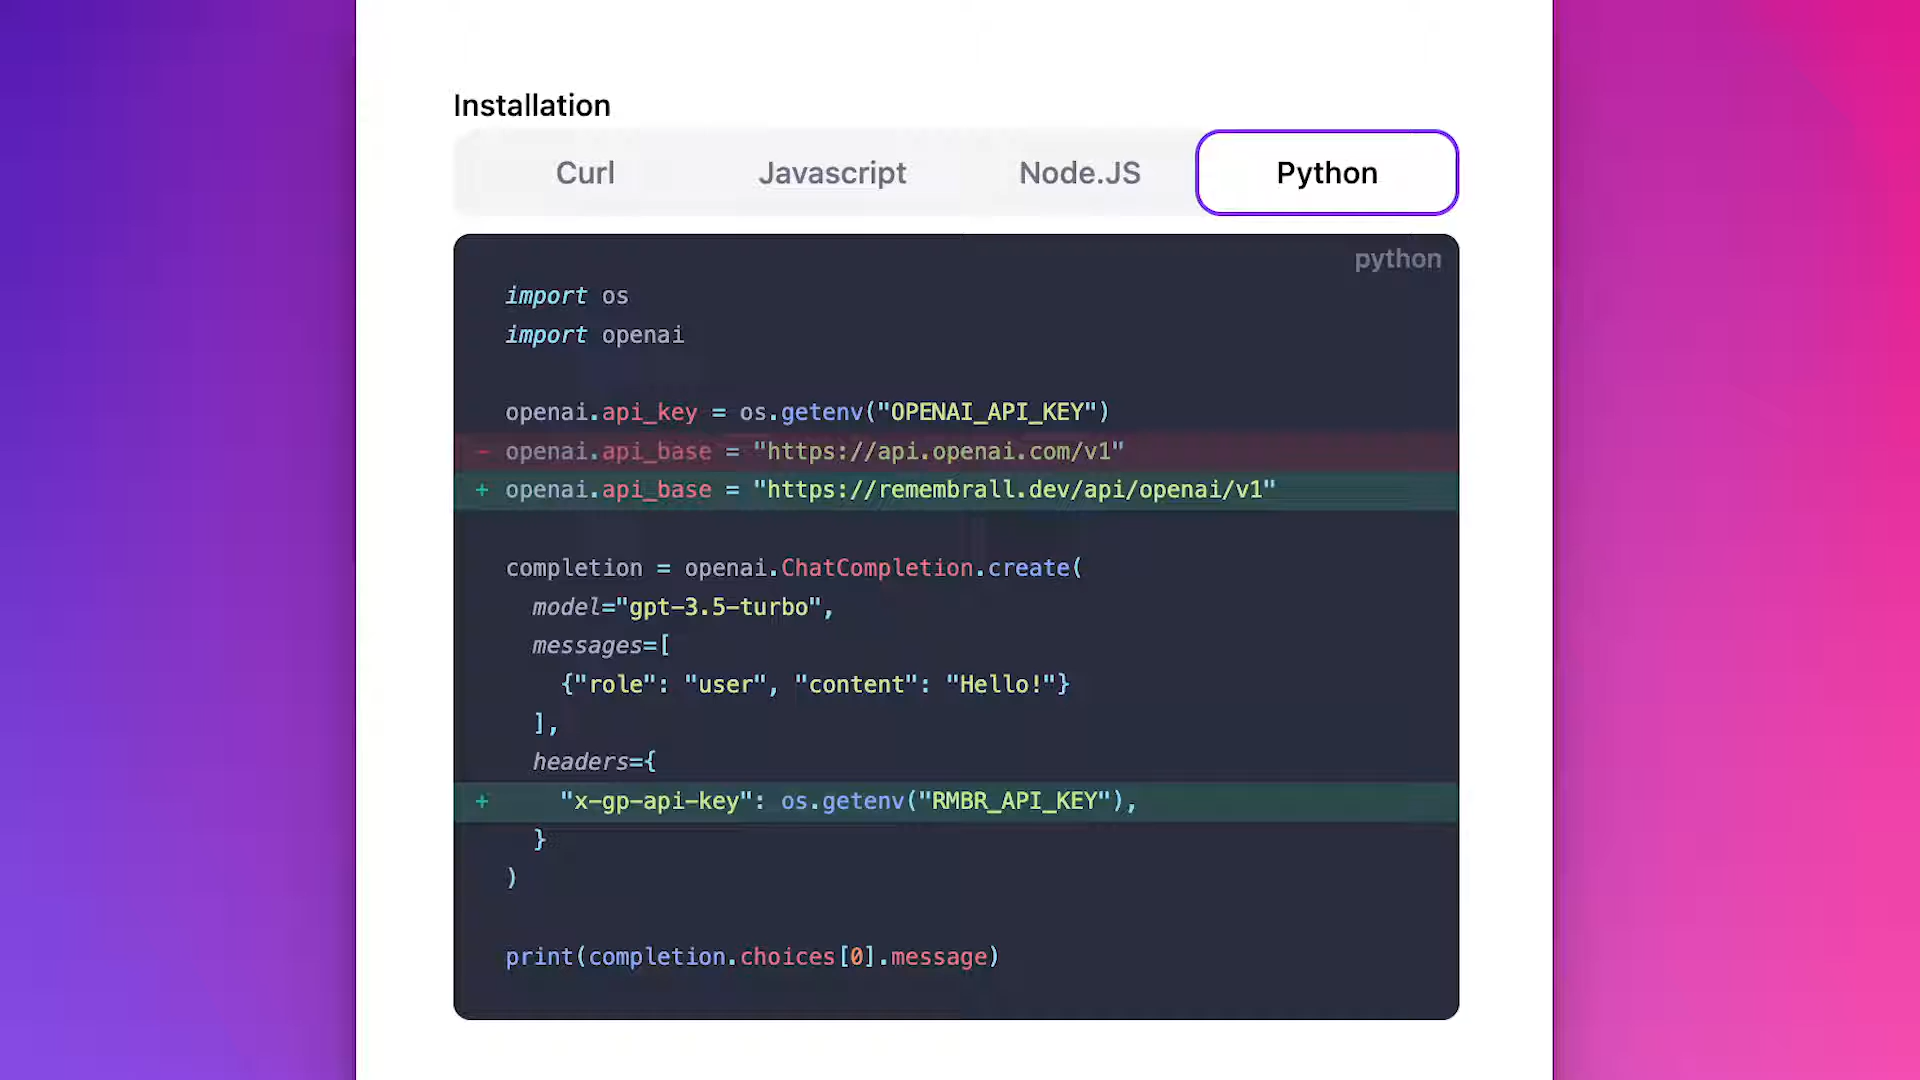 Installation
Curl Javascript Node.JS Python
python
import os
import openai
openai.api_key = os.getenv("OPENAI_API_KEY")
- openai.api_base = "https://api.openai.com/v1"
+ openai.api_base = "https://remembrall.dev/api/openai/v1"
completion = openai.ChatCompletion.create(
model="gpt-3.5-turbo",
messages=[
{"role": "user", "content": "Hello!"}
],
headers={
+ "x-gp-api-key": os.getenv("RMBR_API_KEY"),
}
)
print(completion.choices[0].message)